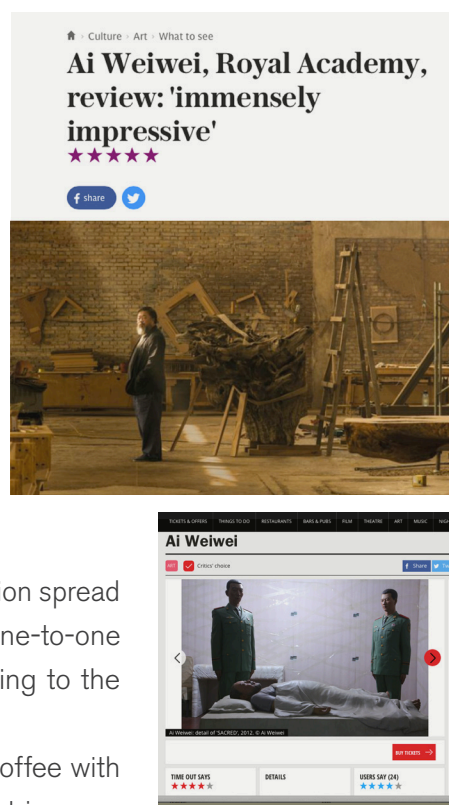 Culture › Art › What to see
Ai Weiwei, Royal Academy,
review: 'immensely
impressive'
share
TICKETS & OFFERS THINGS TO DO RESTAURANTS BARS & PUBS FILM THEATRE ART MUSIC
Ai Weiwei
ART Critics' choice
Share
Ai Weiwei: detail of 'SACRED', 2012. © Ai Weiwei
BUY TICKETS
TIME OUT SAYS DETAILS USERS SAY (24)
spread
ne-to-one
ing to the
offee with